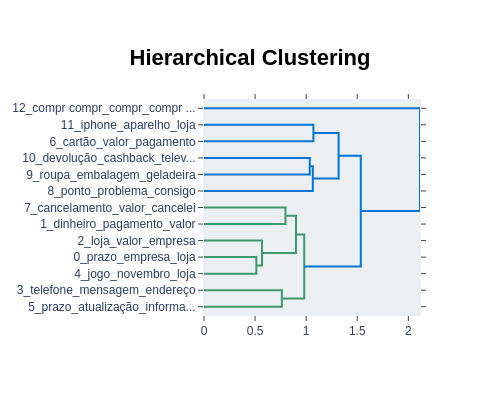 Hierarchical Clustering
12_compr compr_compr_compr ...
11_iphone_aparelho_loja
6_cartão_valor_pagamento
10_devolução_cashback_telev...
9_roupa_embalagem_geladeira
8_ponto_problema_consigo
7_cancelamento_valor_cancelei
1_dinheiro_pagamento_valor
2_loja_valor_empresa
0_prazo_empresa_loja
4_jogo_novembro_loja
3_telefone_mensagem_endereço
5_prazo_atualização_informa...
0 0.5 1 1.5 2